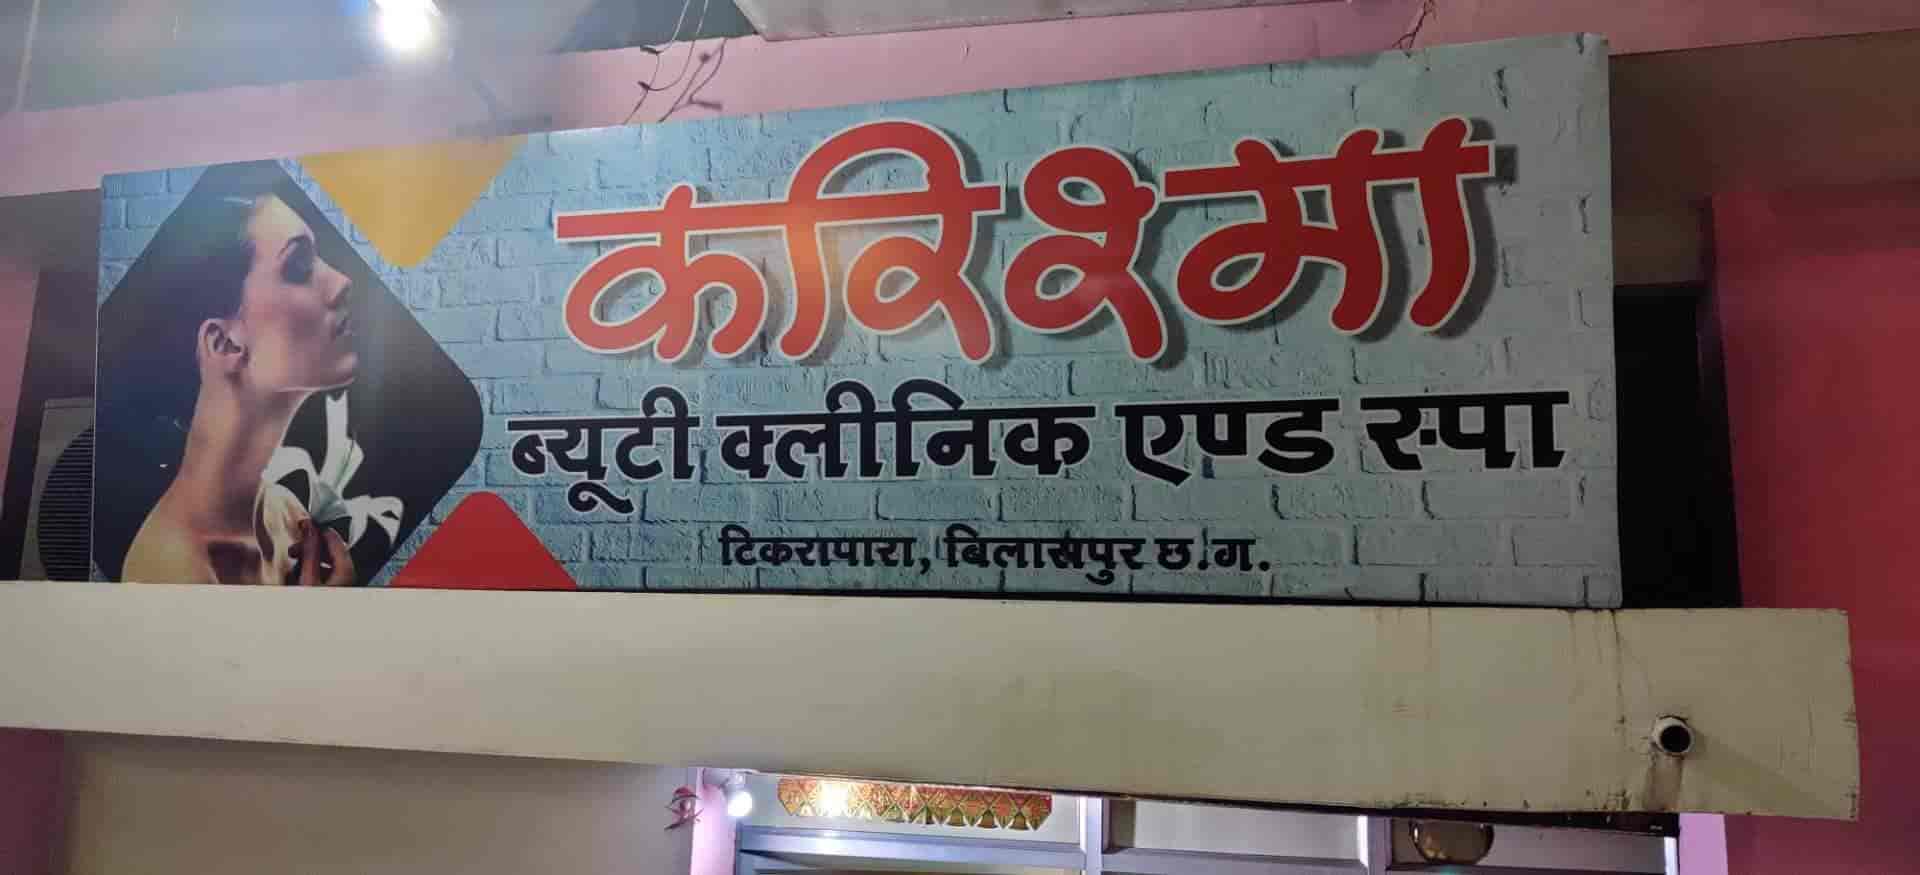 करिश्मा
ब्यूटी क्लीनिक एण्ड स्पा
टिकरापारा, बिलासपुर छ.ग.